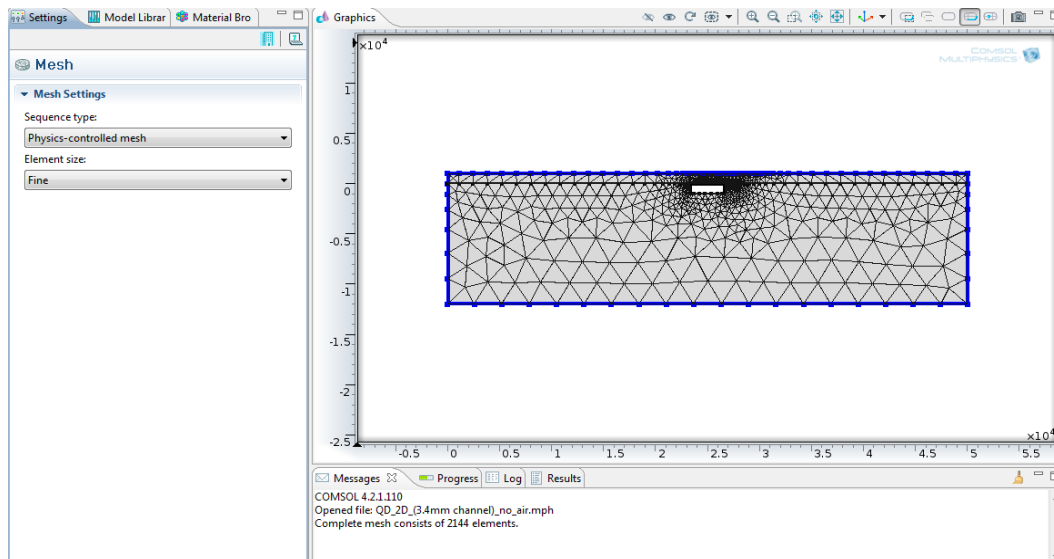 Settings
Model Librar
Material Bro
Mesh
Mesh Settings
Sequence type:
Physics-controlled mesh
Element size:
Fine
Graphics
×10⁴
COMSOL
MULTIPHYSICS
1
0.5
0
-0.5
-1
-1.5
-2
-2.5
×10⁴
-0.5 0 0.5 1 1.5 2 2.5 3 3.5 4 4.5 5 5.5
Messages
Progress
Log
Results
COMSOL 4.2.1.110
Opened file: QD_2D_(3.4mm channel)_no_air.mph
Complete mesh consists of 2144 elements.